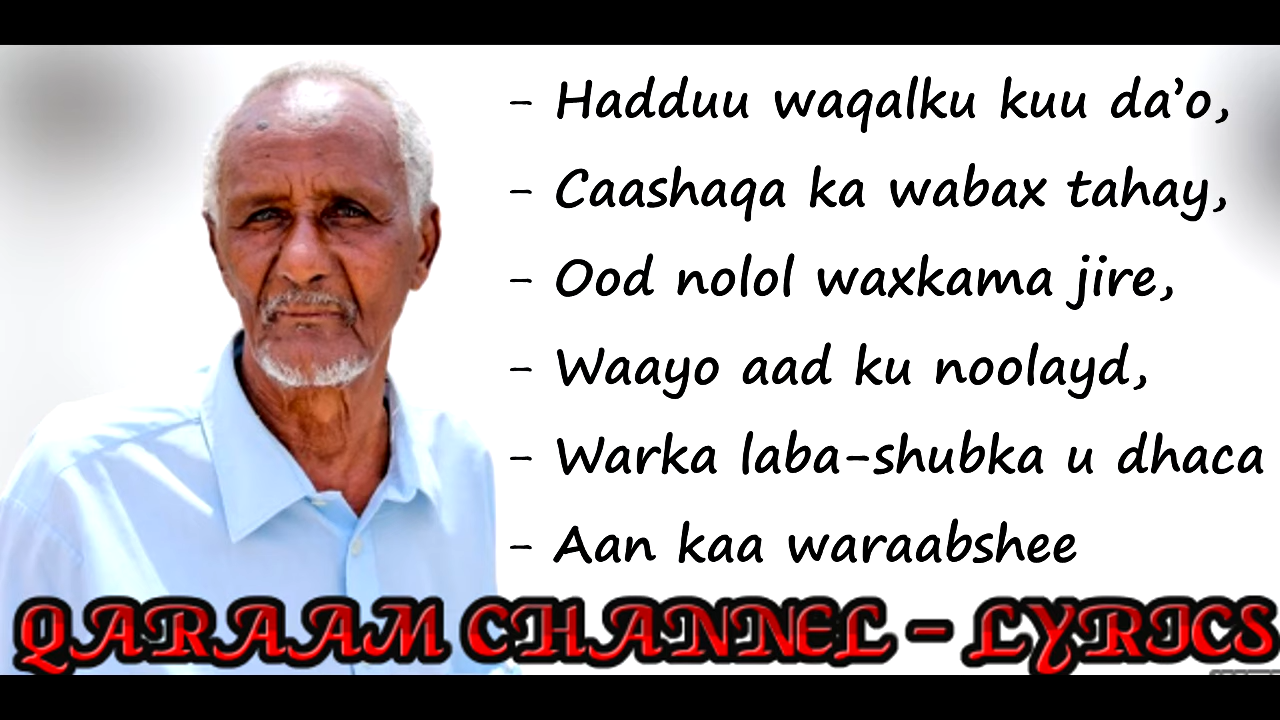 - Hadduu waqalku kuu da’o,
- Caashaqa ka wabax tahay,
- Ood nolol waxkama jire,
- Waayo aad ku noolayd,
- Warka laba-shubka u dhaca
- Aan kaa waraabshee
QARAAM CHANNEL - LYRICS